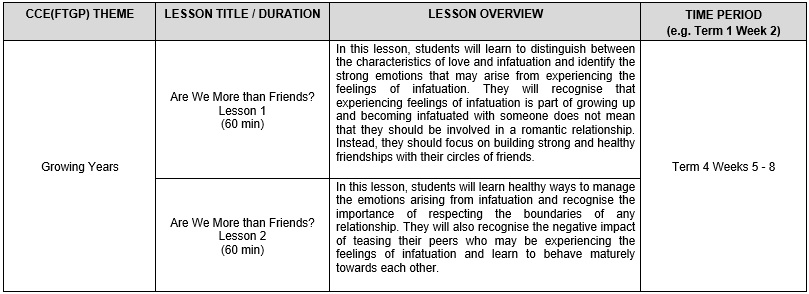 CCE(FTGP) THEME
LESSON TITLE / DURATION
LESSON OVERVIEW
TIME PERIOD
(e.g. Term 1 Week 2)
Growing Years
Are We More than Friends?
Lesson 1
(60 min)
In this lesson, students will learn to distinguish between
the characteristics of love and infatuation and identify the
strong emotions that may arise from experiencing the
feelings of infatuation. They will recognise that
experiencing feelings of infatuation is part of growing up
and becoming infatuated with someone does not mean
that they should be involved in a romantic relationship.
Instead, they should focus on building strong and healthy
friendships with their circles of friends.
Term 4 Weeks 5 - 8
Are We More than Friends?
Lesson 2
(60 min)
In this lesson, students will learn healthy ways to manage
the emotions arising from infatuation and recognise the
importance of respecting the boundaries of any
relationship. They will also recognise the negative impact
of teasing their peers who may be experiencing the
feelings of infatuation and learn to behave maturely
towards each other.